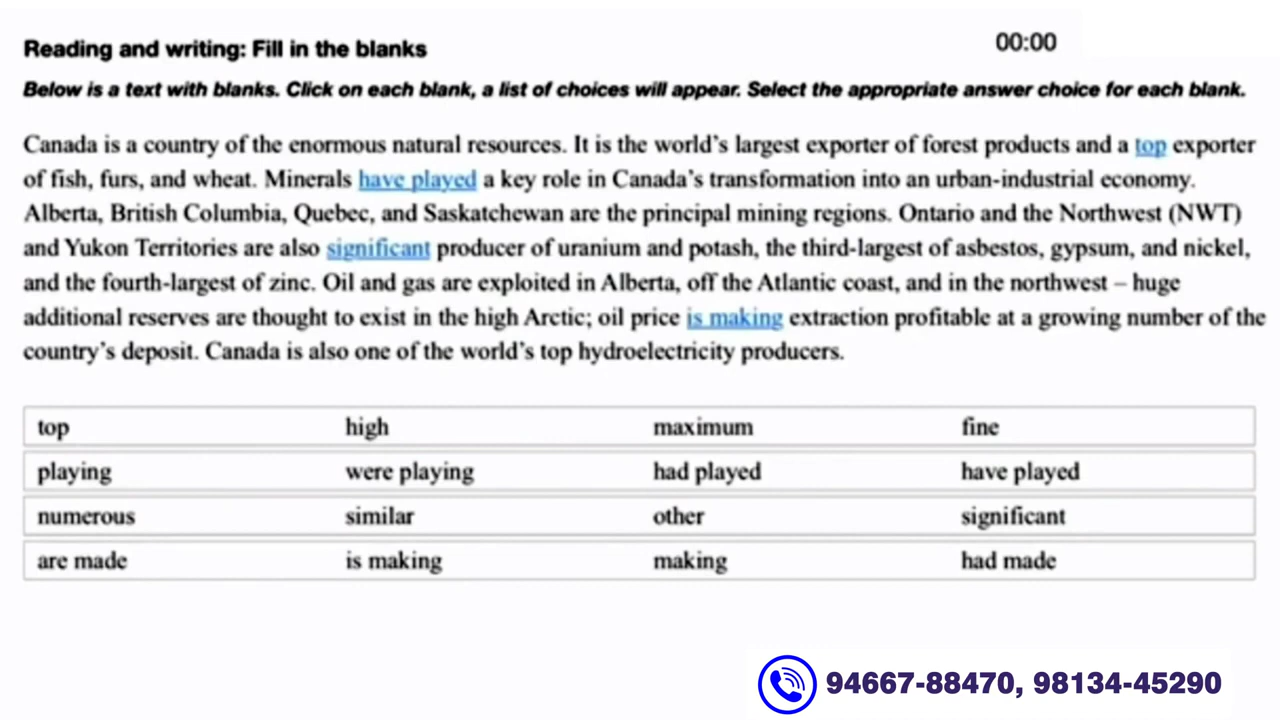 Reading and writing: Fill in the blanks
00:00
Below is a text with blanks. Click on each blank, a list of choices will appear. Select the appropriate answer choice for each blank.
Canada is a country of the enormous natural resources. It is the world's largest exporter of forest products and a top exporter
of fish, furs, and wheat. Minerals have played a key role in Canada's transformation into an urban-industrial economy.
Alberta, British Columbia, Quebec, and Saskatchewan are the principal mining regions. Ontario and the Northwest (NWT)
and Yukon Territories are also significant producer of uranium and potash, the third-largest of asbestos, gypsum, and nickel,
and the fourth-largest of zinc. Oil and gas are exploited in Alberta, off the Atlantic coast, and in the northwest – huge
additional reserves are thought to exist in the high Arctic; oil price is making extraction profitable at a growing number of the
country's deposit. Canada is also one of the world's top hydroelectricity producers.
top high maximum fine
playing were playing had played have played
numerous similar other significant
are made is making making had made
94667-88470, 98134-45290